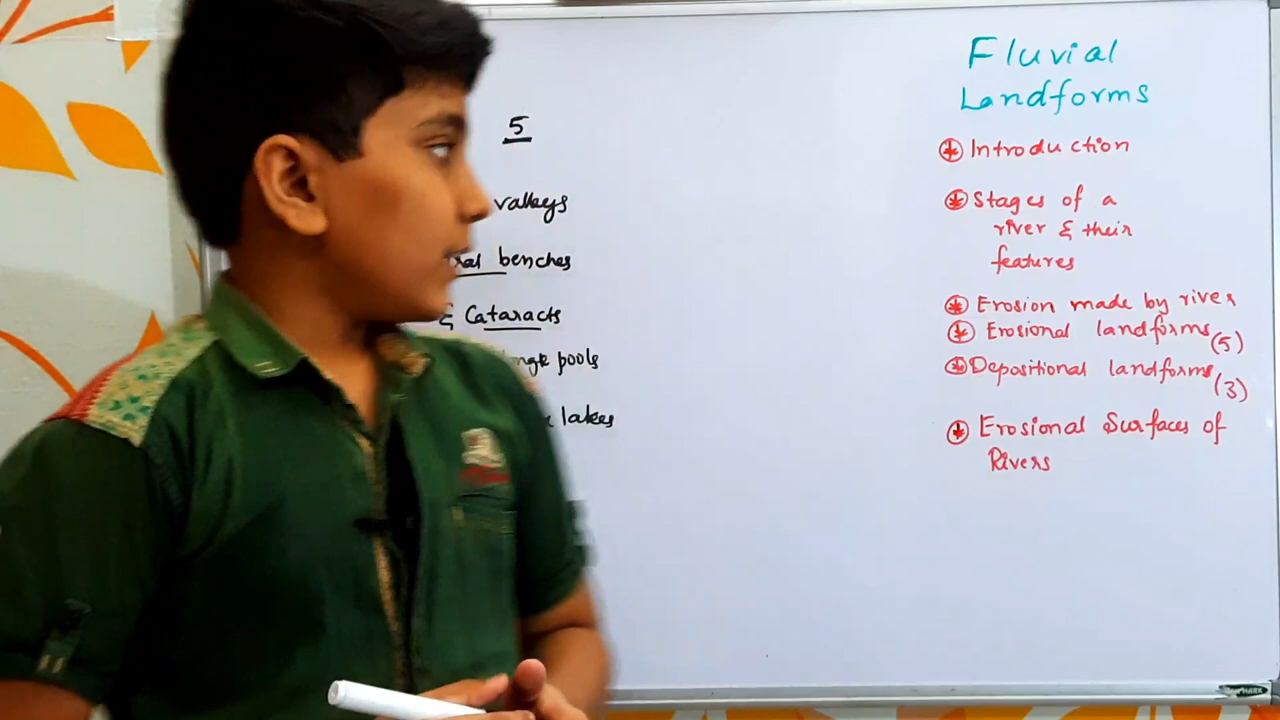 5
valleys
benches
& Cataracts
pools
lakes
Fluvial
Landforms
Introduction
Stages of a
river & their
features
Erosion made by river
Erosional landforms (5)
Depositional landforms (3)
Erosional Surfaces of
Rivers